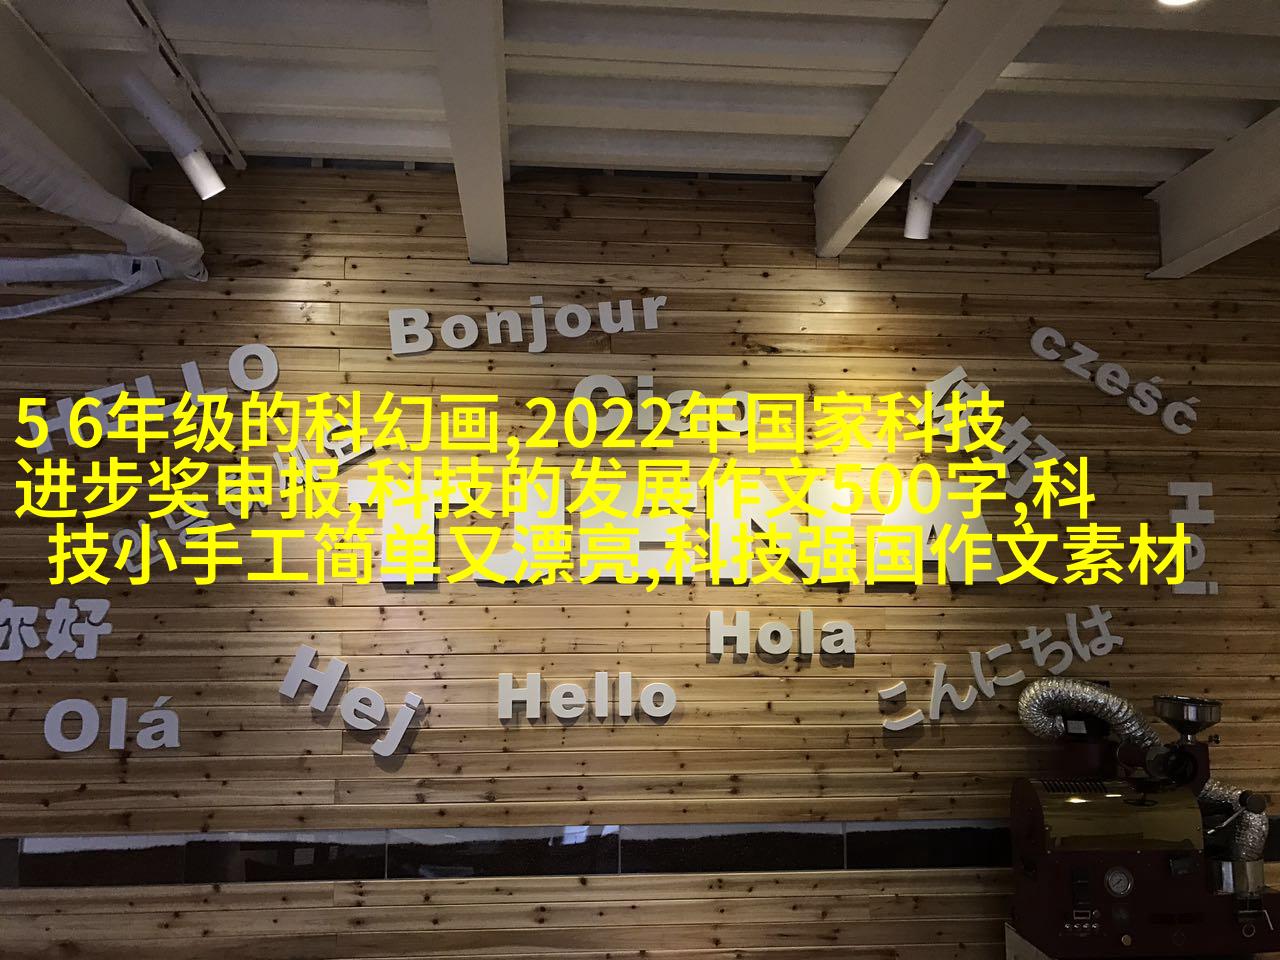 Bonjour
cześć
HELLO
Ciao
你好
5 6年级的科幻画,2022年国家科技
进步奖申报,科技的发展作文500字,科
技小手工简单又漂亮,科技强国作文素材
Hei
你好
Hola
こんにちは
Hej
Hello
Olá